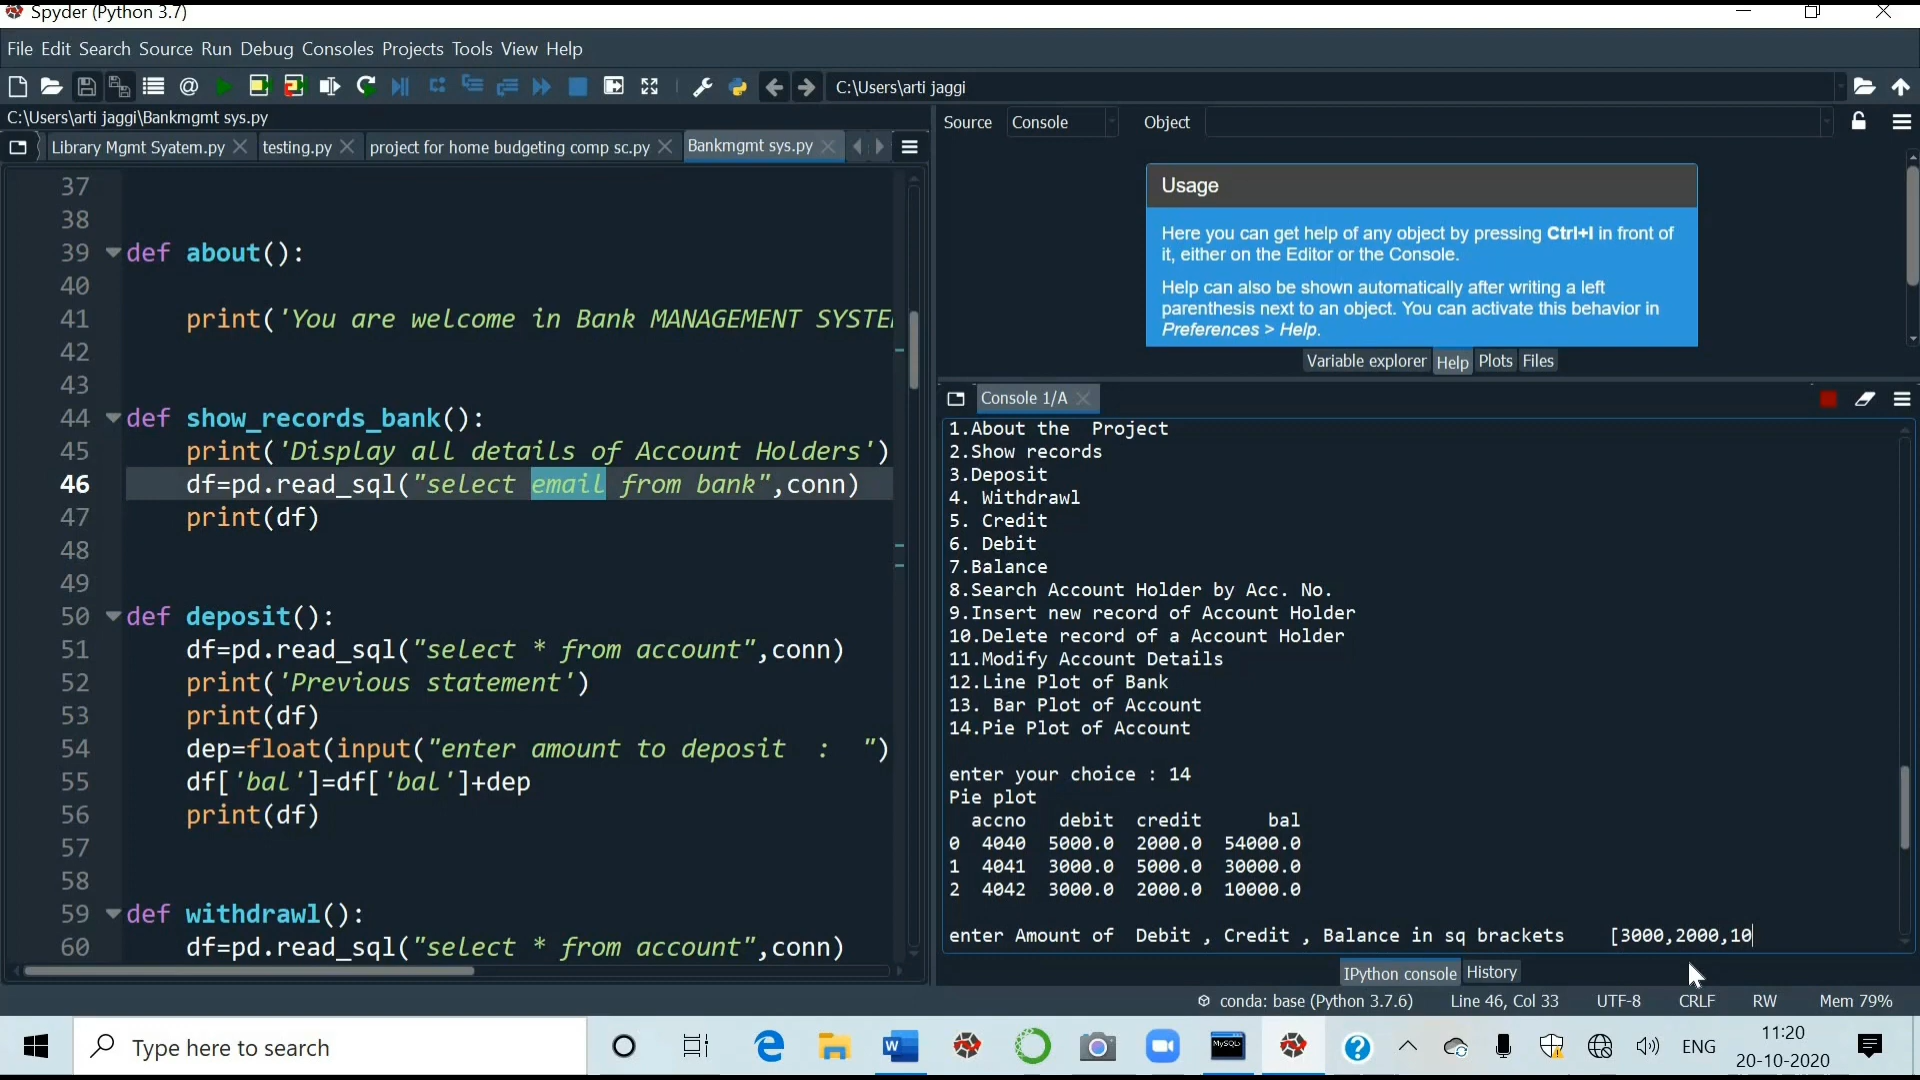 Spyder (Python 3.7)
File Edit Search Source Run Debug Consoles Projects Tools View Help
C:\Users\arti jaggi
C:\Users\arti jaggi\Bankmgmt sys.py
Library Mgmt Syatem.py testing.py project for home budgeting comp sc.py Bankmgmt sys.py
37
38
39 def about():
40
41 print('You are welcome in Bank MANAGEMENT SYSTE
42
43
44 def show_records_bank():
45 print('Display all details of Account Holders')
46 df=pd.read_sql("select email from bank",conn)
47 print(df)
48
49
50 def deposit():
51 df=pd.read_sql("select * from account",conn)
52 print('Previous statement')
53 print(df)
54 dep=float(input("enter amount to deposit  :  ")
55 df['bal']=df['bal']+dep
56 print(df)
57
58
59 def withdrawl():
60 df=pd.read_sql("select * from account",conn)
Source Console Object
Usage
Here you can get help of any object by pressing Ctrl+I in front of
it, either on the Editor or the Console.
Help can also be shown automatically after writing a left
parenthesis next to an object. You can activate this behavior in
Preferences > Help.
Variable explorer Help Plots Files
Console 1/A
1.About the  Project
2.Show records
3.Deposit
4. Withdrawl
5. Credit
6. Debit
7.Balance
8.Search Account Holder by Acc. No.
9.Insert new record of Account Holder
10.Delete record of a Account Holder
11.Modify Account Details
12.Line Plot of Bank
13. Bar Plot of Account
14.Pie Plot of Account
enter your choice : 14
Pie plot
accno debit credit bal
0 4040 5000.0 2000.0 54000.0
1 4041 3000.0 5000.0 30000.0
2 4042 3000.0 2000.0 10000.0
enter Amount of  Debit , Credit , Balance in sq brackets    [3000,2000,10
IPython console History
conda: base (Python 3.7.6) Line 46, Col 33 UTF-8 CRLF RW Mem 79%
Type here to search
MySQL
ENG
11:20
20-10-2020